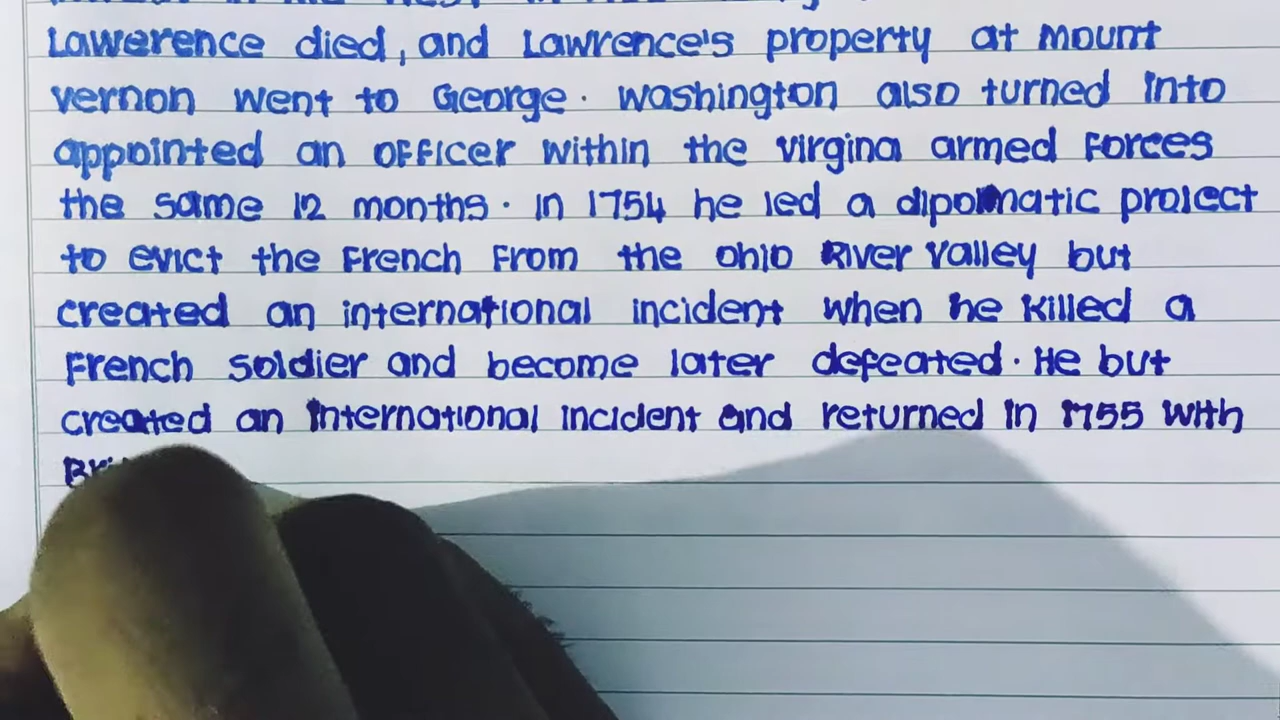 Lawerence died, and Lawrence's property at Mount
vernon went to George. Washington also turned into
appointed an officer within the virgina armed Forces
the same 12 months. In 1754 he led a dipolmatic proiect
to evict the French From the Ohio River Valley but
created an international incident when he killed a
French soldier and become later defeated. He but
created an International incident and returned In 1755 with